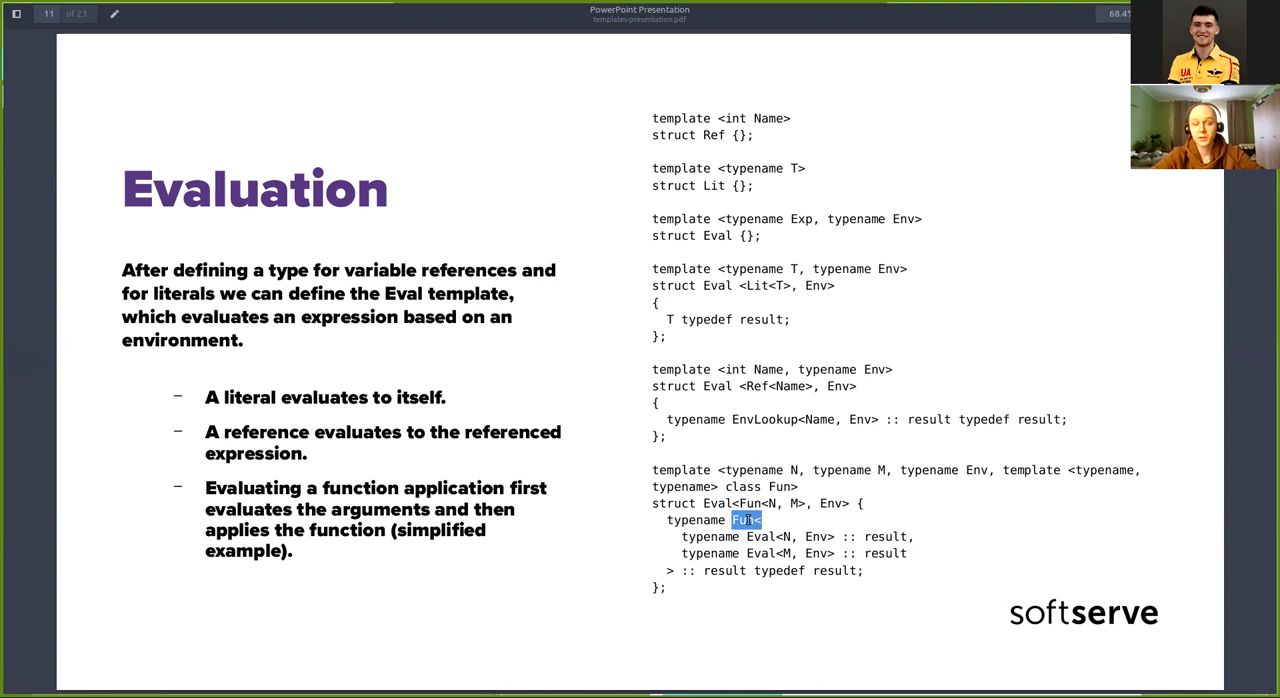 11 of 23
PowerPoint Presentation
templates-presentation.pdf
68.4%
Evaluation
After defining a type for variable references and
for literals we can define the Eval template,
which evaluates an expression based on an
environment.
– A literal evaluates to itself.
– A reference evaluates to the referenced
expression.
– Evaluating a function application first
evaluates the arguments and then
applies the function (simplified
example).
template <int Name>
struct Ref {};
template <typename T>
struct Lit {};
template <typename Exp, typename Env>
struct Eval {};
template <typename T, typename Env>
struct Eval <Lit<T>, Env>
{
  T typedef result;
};
template <int Name, typename Env>
struct Eval <Ref<Name>, Env>
{
  typename EnvLookup<Name, Env> :: result typedef result;
};
template <typename N, typename M, typename Env, template <typename,
typename> class Fun>
struct Eval<Fun<N, M>, Env> {
  typename Fun<
    typename Eval<N, Env> :: result,
    typename Eval<M, Env> :: result
  > :: result typedef result;
};
softserve
UA